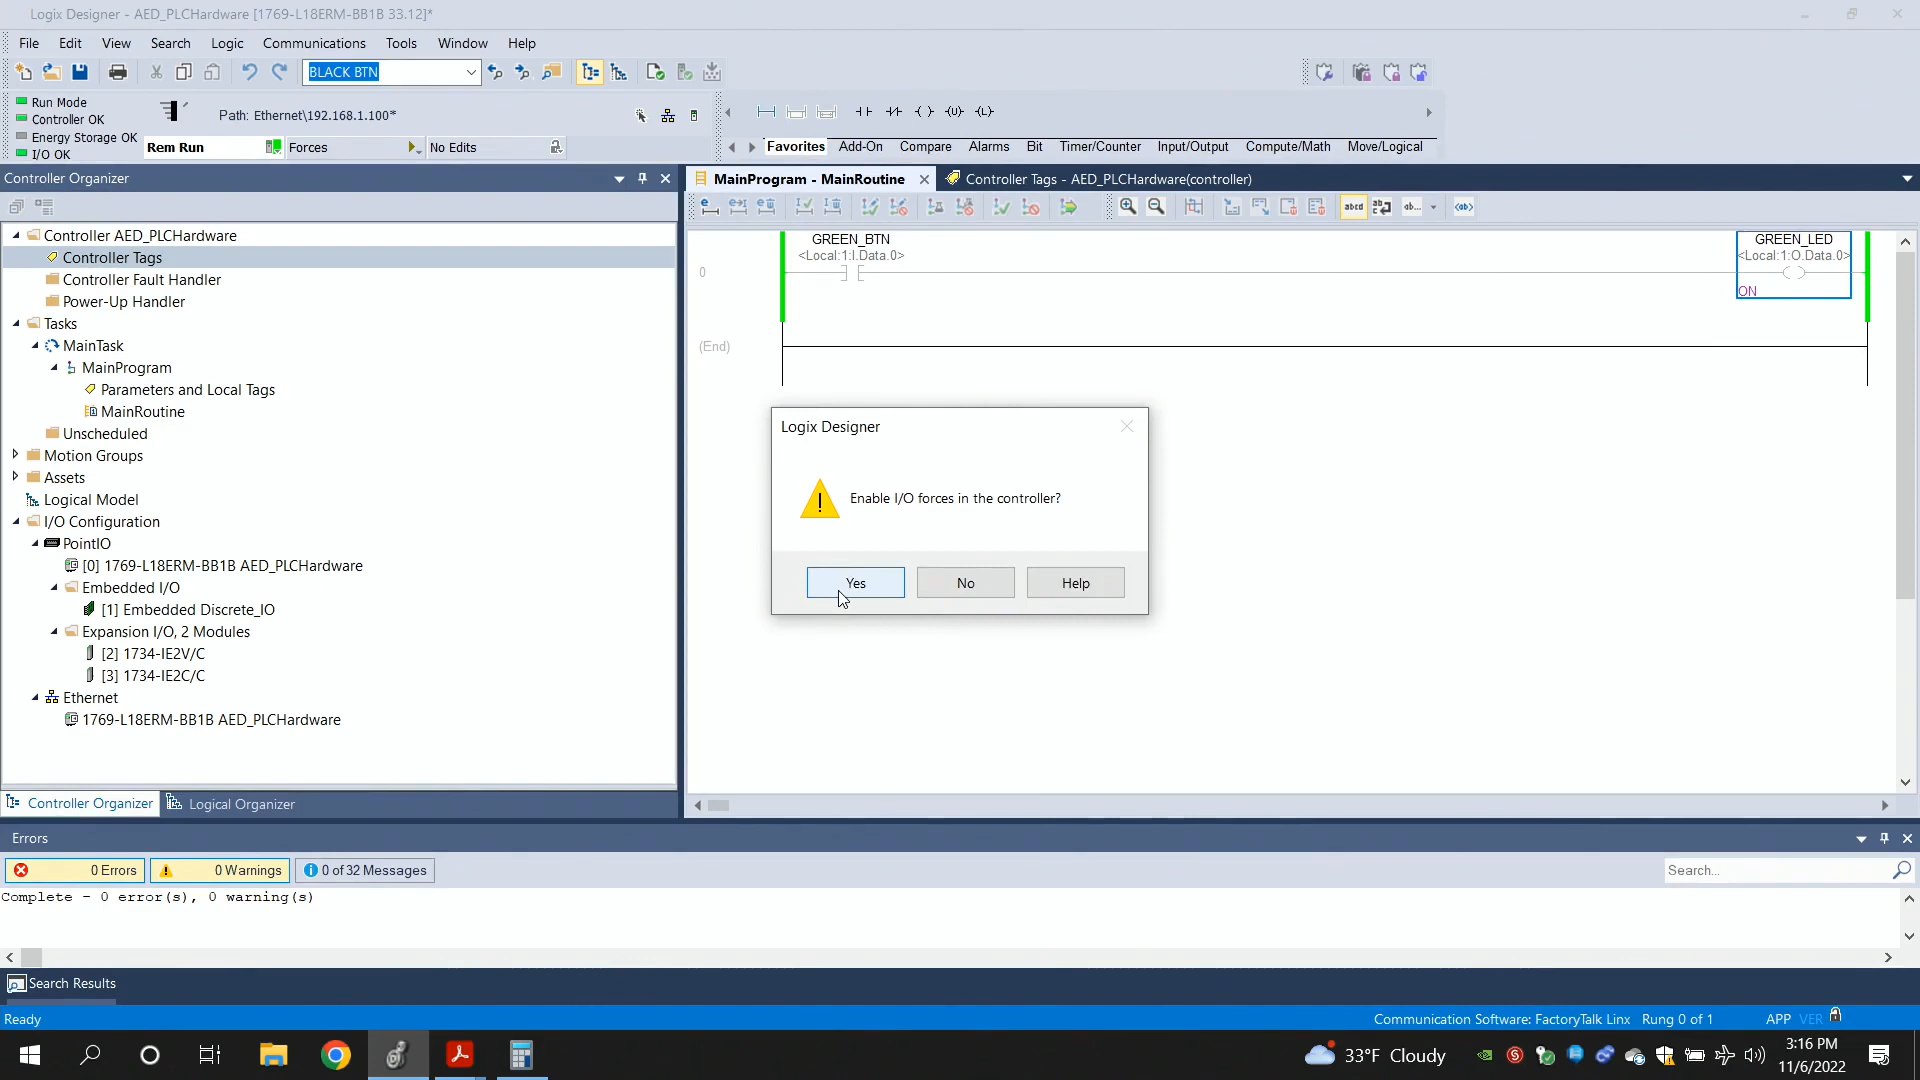 Logix Designer - AED_PLCHardware [1769-L18ERM-BB1B 33.12]*
File Edit View Search Logic Communications Tools Window Help
BLACK BTN
Run Mode
Controller OK
Energy Storage OK
I/O OK
Path: Ethernet\192.168.1.100*
Rem Run Forces No Edits
Favorites Add-On Compare Alarms Bit Timer/Counter Input/Output Compute/Math Move/Logical
Controller Organizer
MainProgram - MainRoutine
Controller Tags - AED_PLCHardware(controller)
Controller AED_PLCHardware
Controller Tags
Controller Fault Handler
Power-Up Handler
Tasks
MainTask
MainProgram
Parameters and Local Tags
MainRoutine
Unscheduled
Motion Groups
Assets
Logical Model
I/O Configuration
PointIO
[0] 1769-L18ERM-BB1B AED_PLCHardware
Embedded I/O
[1] Embedded Discrete_IO
Expansion I/O, 2 Modules
[2] 1734-IE2V/C
[3] 1734-IE2C/C
Ethernet
1769-L18ERM-BB1B AED_PLCHardware
Controller Organizer Logical Organizer
GREEN_BTN
<Local:1:I.Data.0>
GREEN_LED
<Local:1:O.Data.0>
0
ON
(End)
Logix Designer
Enable I/O forces in the controller?
Yes No Help
Errors
0 Errors 0 Warnings 0 of 32 Messages
Search...
Complete - 0 error(s), 0 warning(s)
Search Results
Ready
Communication Software: FactoryTalk Linx Rung 0 of 1 APP VER
33°F Cloudy
3:16 PM
11/6/2022